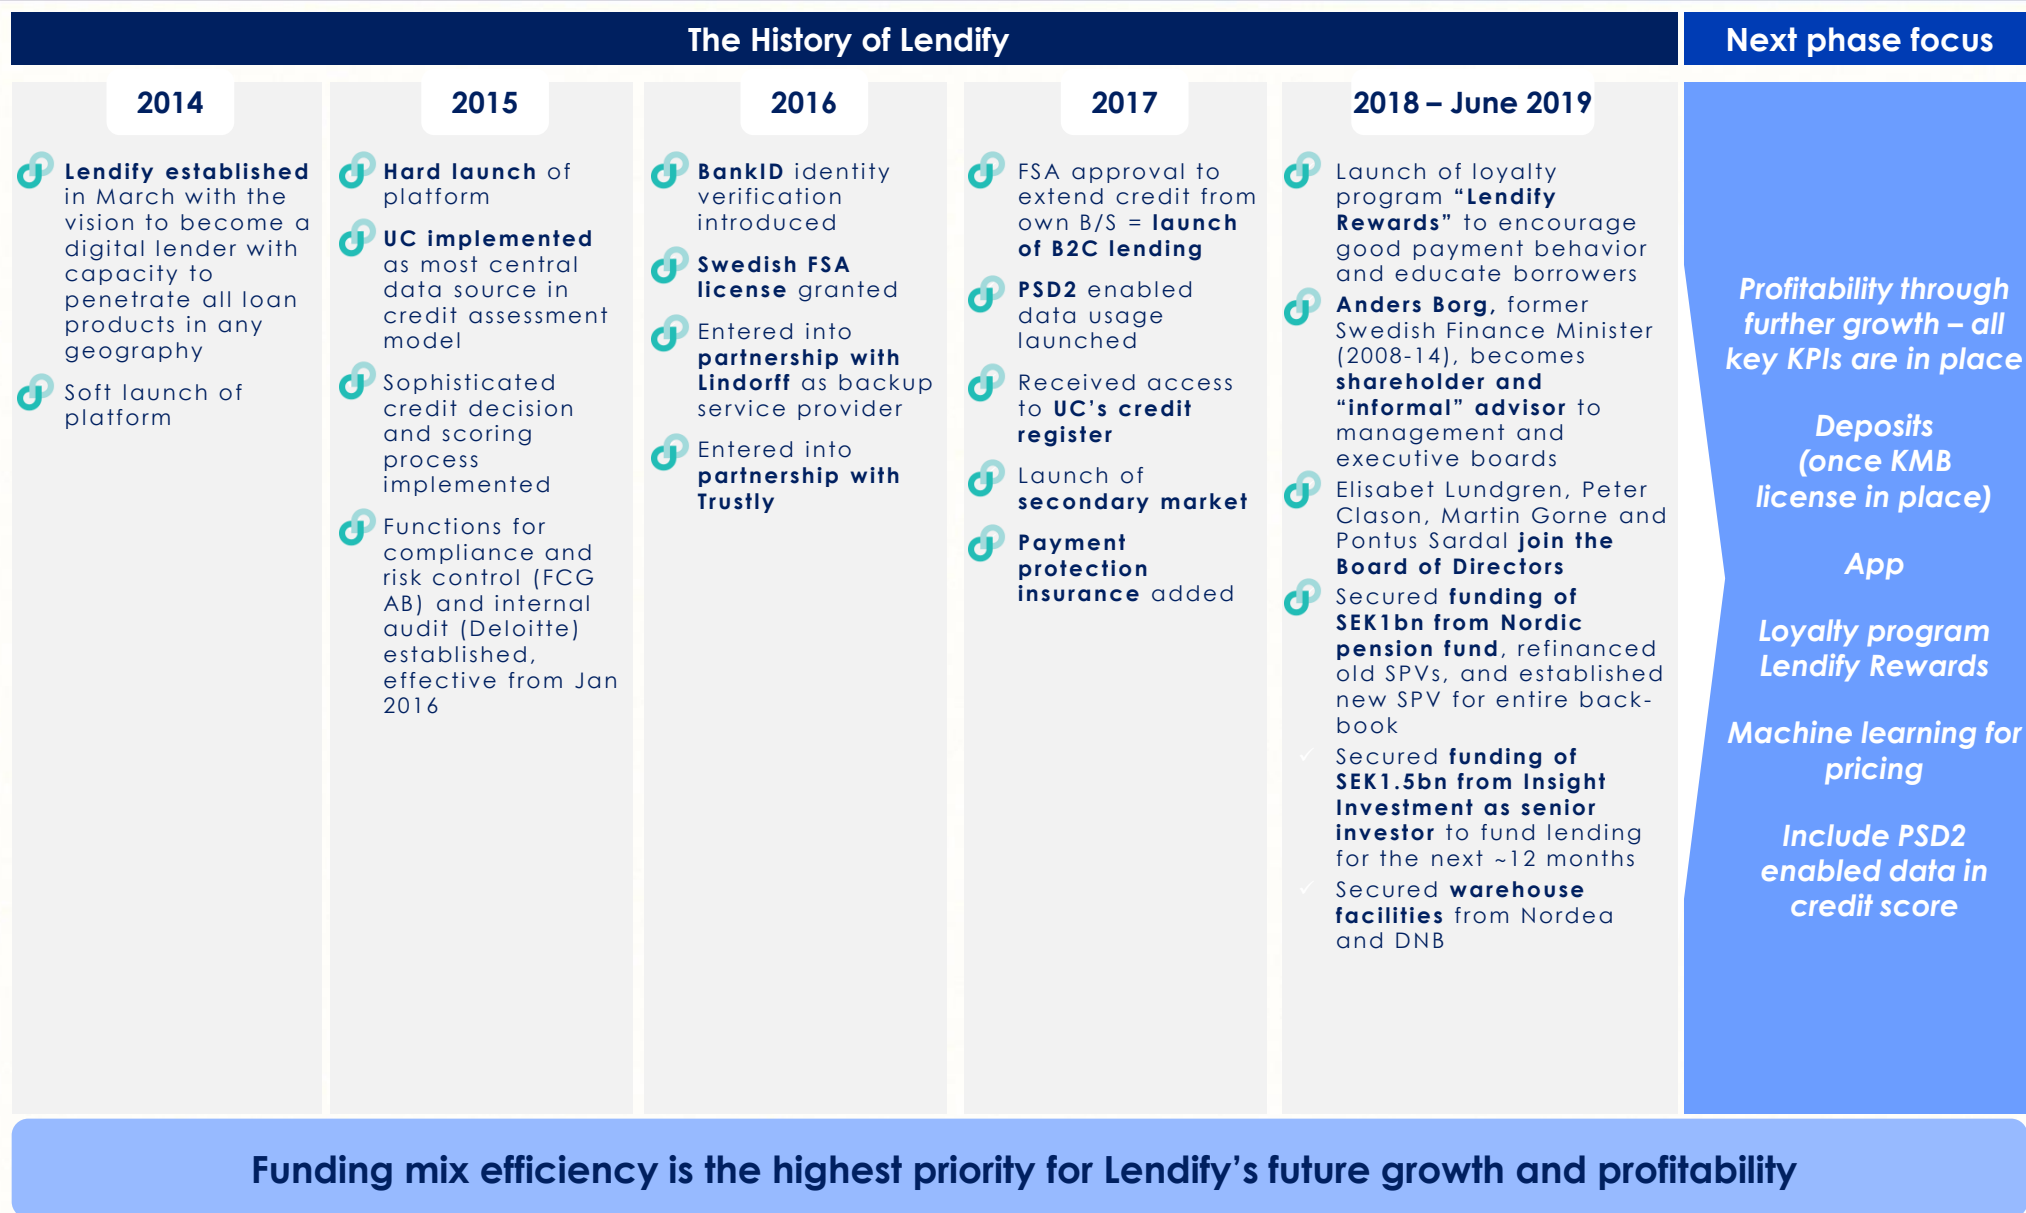 The History of Lendify
Next phase focus
2014
Lendify established
in March with the
vision to become a
digital lender with
capacity to
penetrate all loan
products in any
geography
Soft launch of
platform
2015
Hard launch of
platform
UC implemented
as most central
data source in
credit assessment
model
Sophisticated
credit decision
and scoring
process
implemented
Functions for
compliance and
risk control (FCG
AB) and internal
audit (Deloitte)
established,
effective from Jan
2016
2016
BankID identity
verification
introduced
Swedish FSA
license granted
Entered into
partnership with
Lindorff as backup
service provider
Entered into
partnership with
Trustly
2017
FSA approval to
extend credit from
own B/S = launch
of B2C lending
PSD2 enabled
data usage
launched
Received access
to UC’s credit
register
Launch of
secondary market
Payment
protection
insurance added
2018 – June 2019
Launch of loyalty
program “Lendify
Rewards” to encourage
good payment behavior
and educate borrowers
Anders Borg, former
Swedish Finance Minister
(2008-14), becomes
shareholder and
“informal” advisor to
management and
executive boards
Elisabet Lundgren, Peter
Clason, Martin Gorne and
Pontus Sardal join the
Board of Directors
Secured funding of
SEK1bn from Nordic
pension fund, refinanced
old SPVs, and established
new SPV for entire back-
book
Secured funding of
SEK1.5bn from Insight
Investment as senior
investor to fund lending
for the next ~12 months
Secured warehouse
facilities from Nordea
and DNB
Profitability through
further growth – all
key KPIs are in place
Deposits
(once KMB
license in place)
App
Loyalty program
Lendify Rewards
Machine learning for
pricing
Include PSD2
enabled data in
credit score
Funding mix efficiency is the highest priority for Lendify’s future growth and profitability